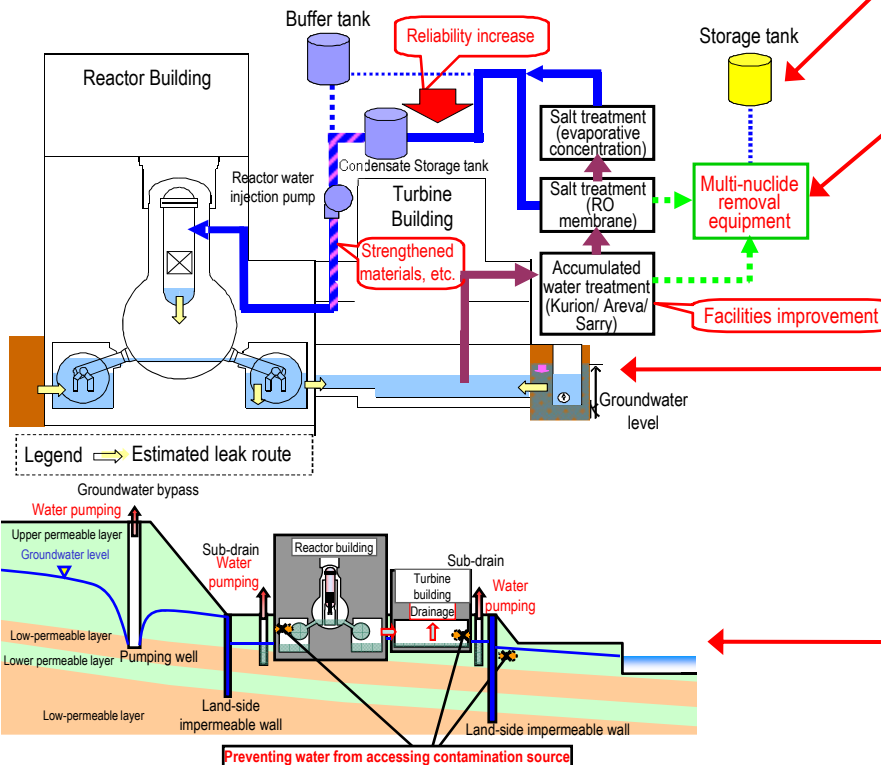 Buffer tank
Reliability increase
Storage tank
Reactor Building
Salt treatment
(evaporative
concentration)
Condensate Storage tank
Reactor water
injection pump
Turbine
Building
Salt treatment
(RO
membrane)
Multi-nuclide
removal
equipment
Strengthened
materials, etc.
Accumulated
water treatment
(Kurion/ Areva/
Sarry)
Facilities improvement
Groundwater
level
Legend
Estimated leak route
Groundwater bypass
Water pumping
Upper permeable layer
Groundwater level
Sub-drain
Water
pumping
Reactor building
Sub-drain
Water
pumping
Turbine
building
Drainage
Low-permeable layer
Lower permeable layer
Pumping well
Land-side
impermeable wall
Low-permeable layer
Land-side impermeable wall
Preventing water from accessing contamination source